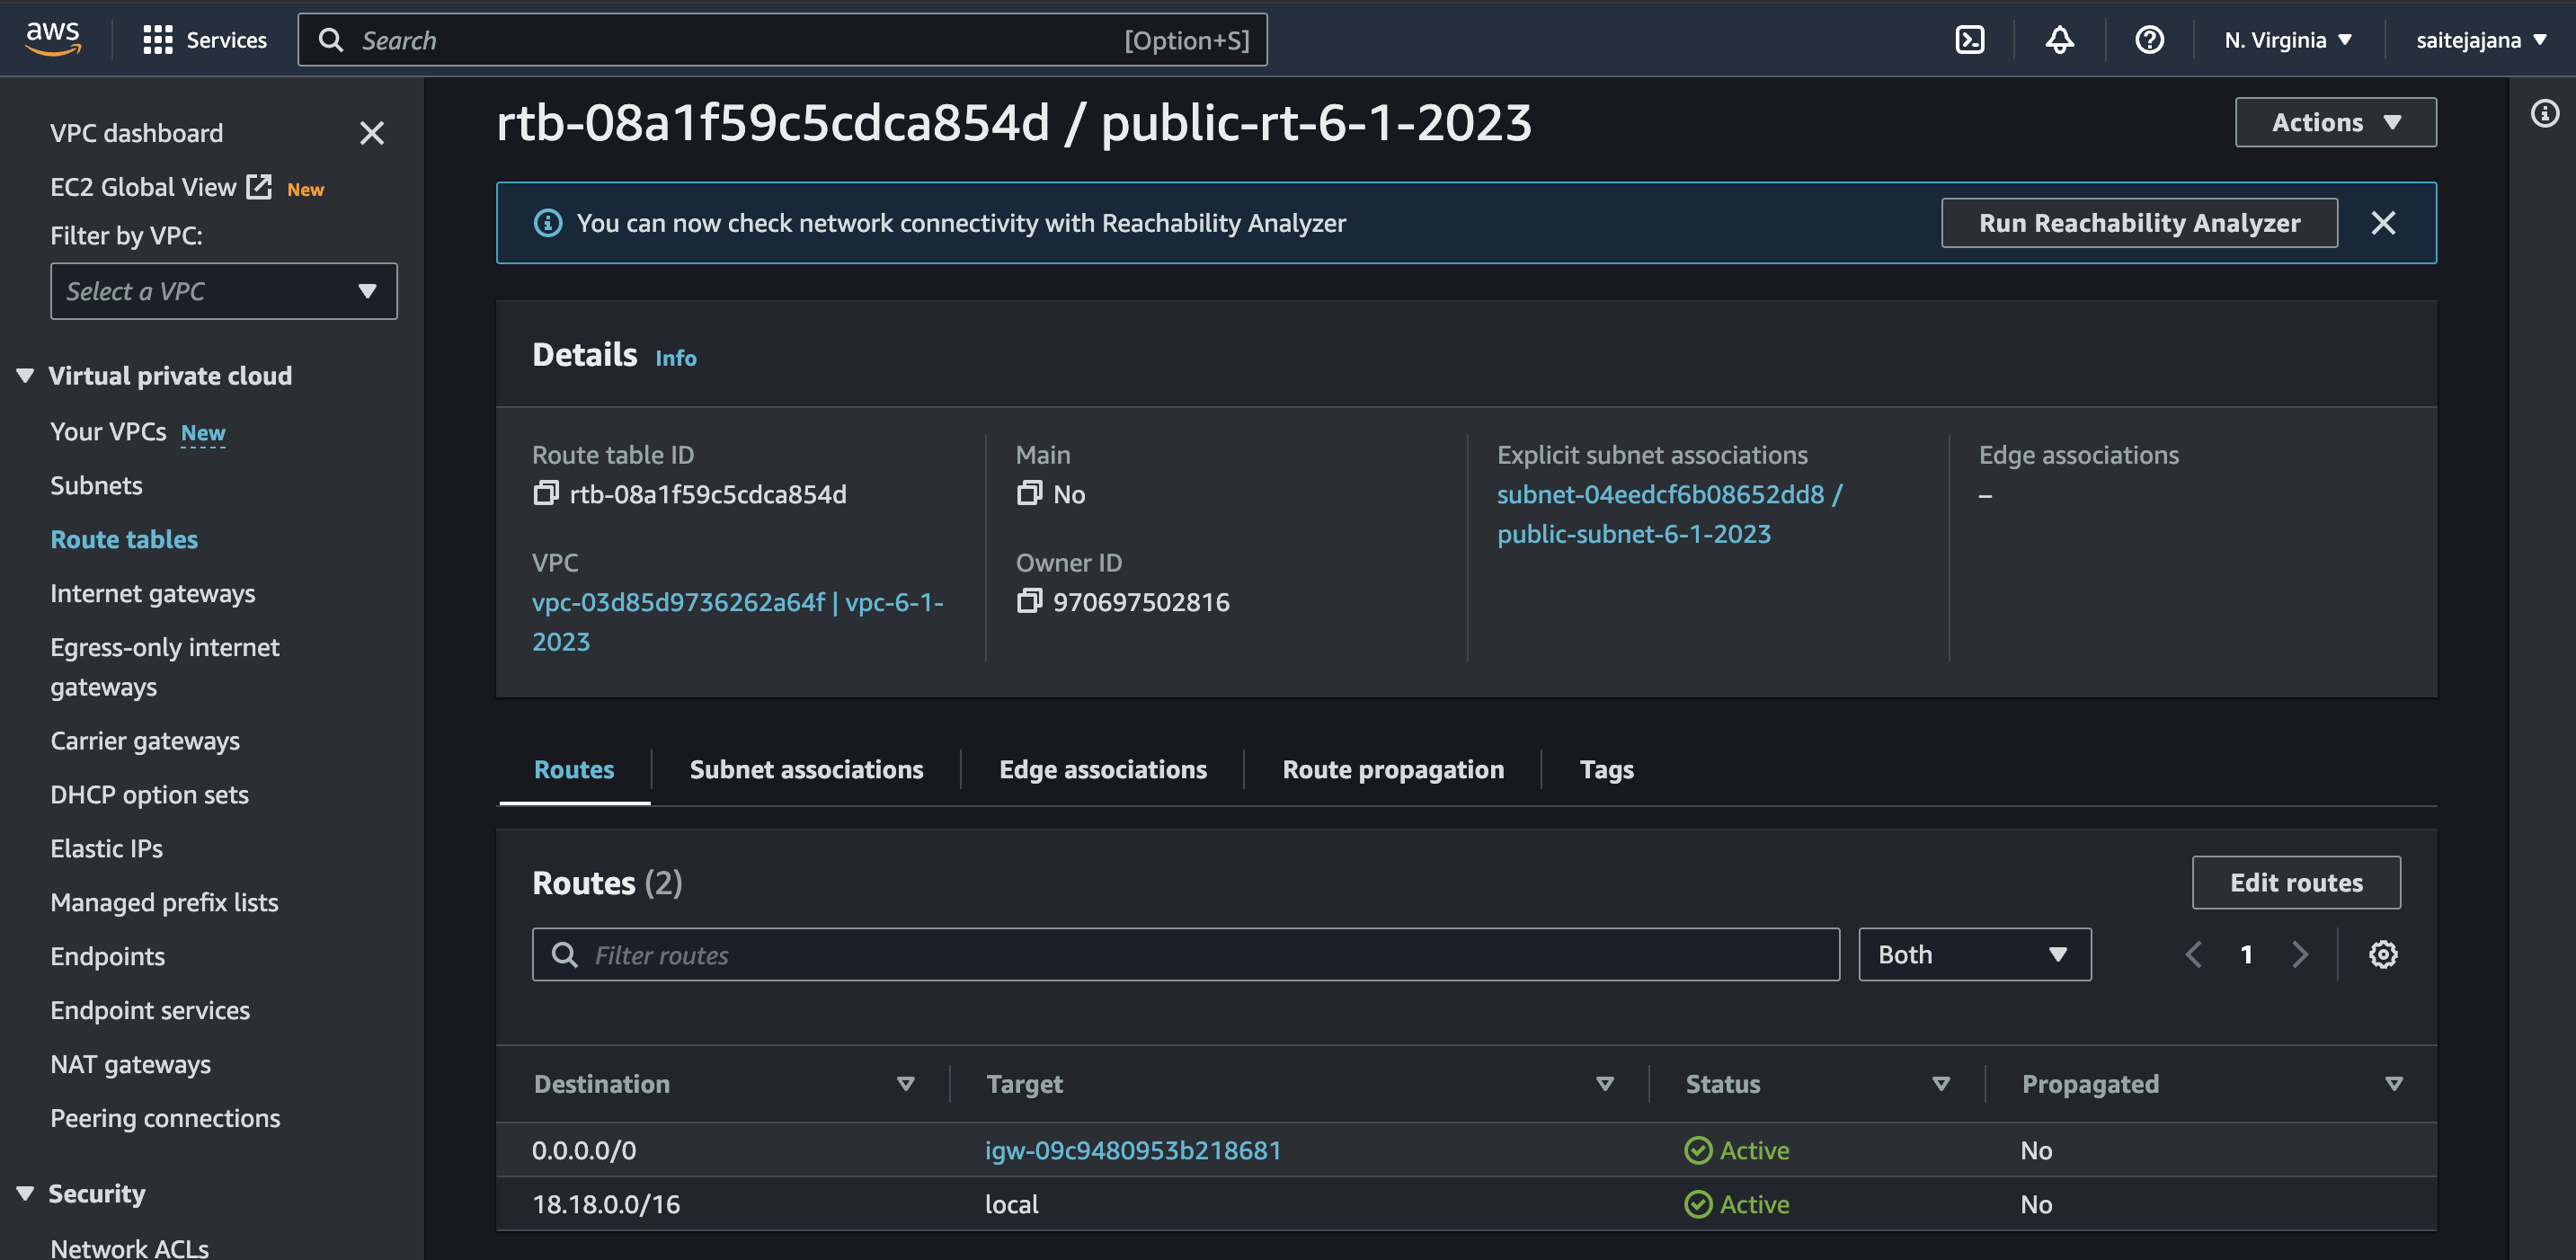 aws
Services
Search
[Option+S]
N. Virginia
saitejajana
VPC dashboard
EC2 Global View
New
Filter by VPC:
Select a VPC
Virtual private cloud
Your VPCs New
Subnets
Route tables
Internet gateways
Egress-only internet
gateways
Carrier gateways
DHCP option sets
Elastic IPs
Managed prefix lists
Endpoints
Endpoint services
NAT gateways
Peering connections
Security
Network ACLs
rtb-08a1f59c5cdca854d / public-rt-6-1-2023
Actions
You can now check network connectivity with Reachability Analyzer
Run Reachability Analyzer
Details Info
Route table ID
rtb-08a1f59c5cdca854d
Main
No
Explicit subnet associations
subnet-04eedcf6b08652dd8 /
public-subnet-6-1-2023
Edge associations
–
VPC
vpc-03d85d9736262a64f | vpc-6-1-
2023
Owner ID
970697502816
Routes
Subnet associations
Edge associations
Route propagation
Tags
Routes (2)
Edit routes
Filter routes
Both
1
Destination Target Status Propagated
0.0.0.0/0 igw-09c9480953b218681 Active No
18.18.0.0/16 local Active No